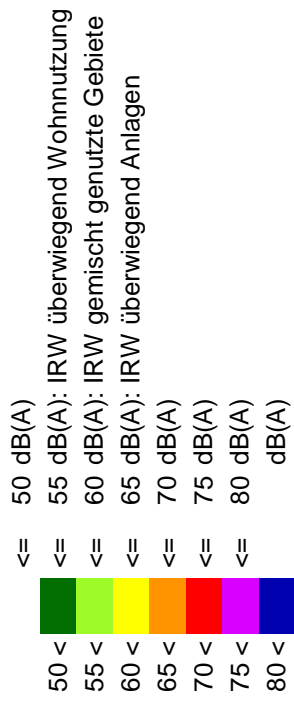 <= 50 dB(A)
50 < <= 55 dB(A): IRW überwiegend Wohnnutzung
55 < <= 60 dB(A): IRW gemischt genutzte Gebiete
60 < <= 65 dB(A): IRW überwiegend Anlagen
65 < <= 70 dB(A)
70 < <= 75 dB(A)
75 < <= 80 dB(A)
80 < dB(A)